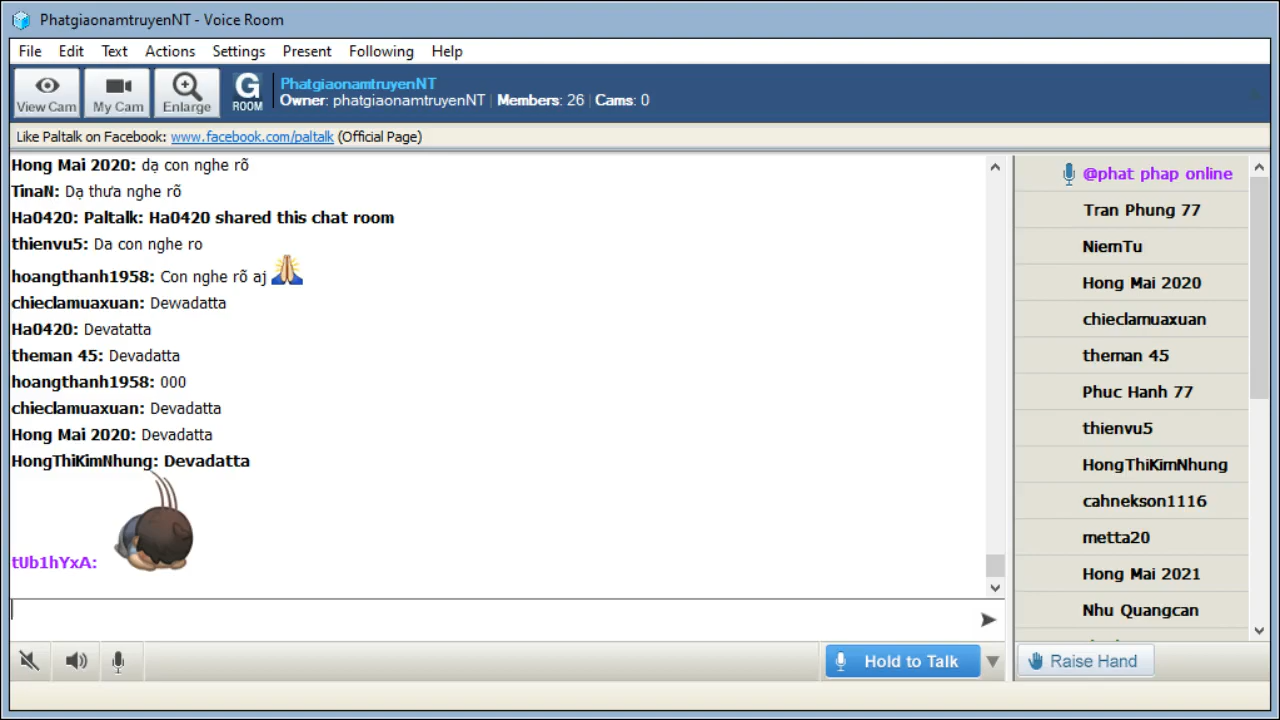 PhatgiaonamtruyenNT - Voice Room
File Edit Text Actions Settings Present Following Help
View Cam
My Cam
Enlarge
G
ROOM
PhatgiaonamtruyenNT
Owner: phatgiaonamtruyenNT | Members: 26 | Cams: 0
Like Paltalk on Facebook: www.facebook.com/paltalk (Official Page)
Hong Mai 2020: dạ con nghe rõ
TinaN: Dạ thưa nghe rõ
Ha0420: Paltalk: Ha0420 shared this chat room
thienvu5: Da con nghe ro
hoangthanh1958: Con nghe rõ aj
chieclamuaxuan: Dewadatta
Ha0420: Devatatta
theman 45: Devadatta
hoangthanh1958: 000
chieclamuaxuan: Devadatta
Hong Mai 2020: Devadatta
HongThiKimNhung: Devadatta
tUb1hYxA:
@phat phap online
Tran Phung 77
NiemTu
Hong Mai 2020
chieclamuaxuan
theman 45
Phuc Hanh 77
thienvu5
HongThiKimNhung
cahnekson1116
metta20
Hong Mai 2021
Nhu Quangcan
Hold to Talk
Raise Hand